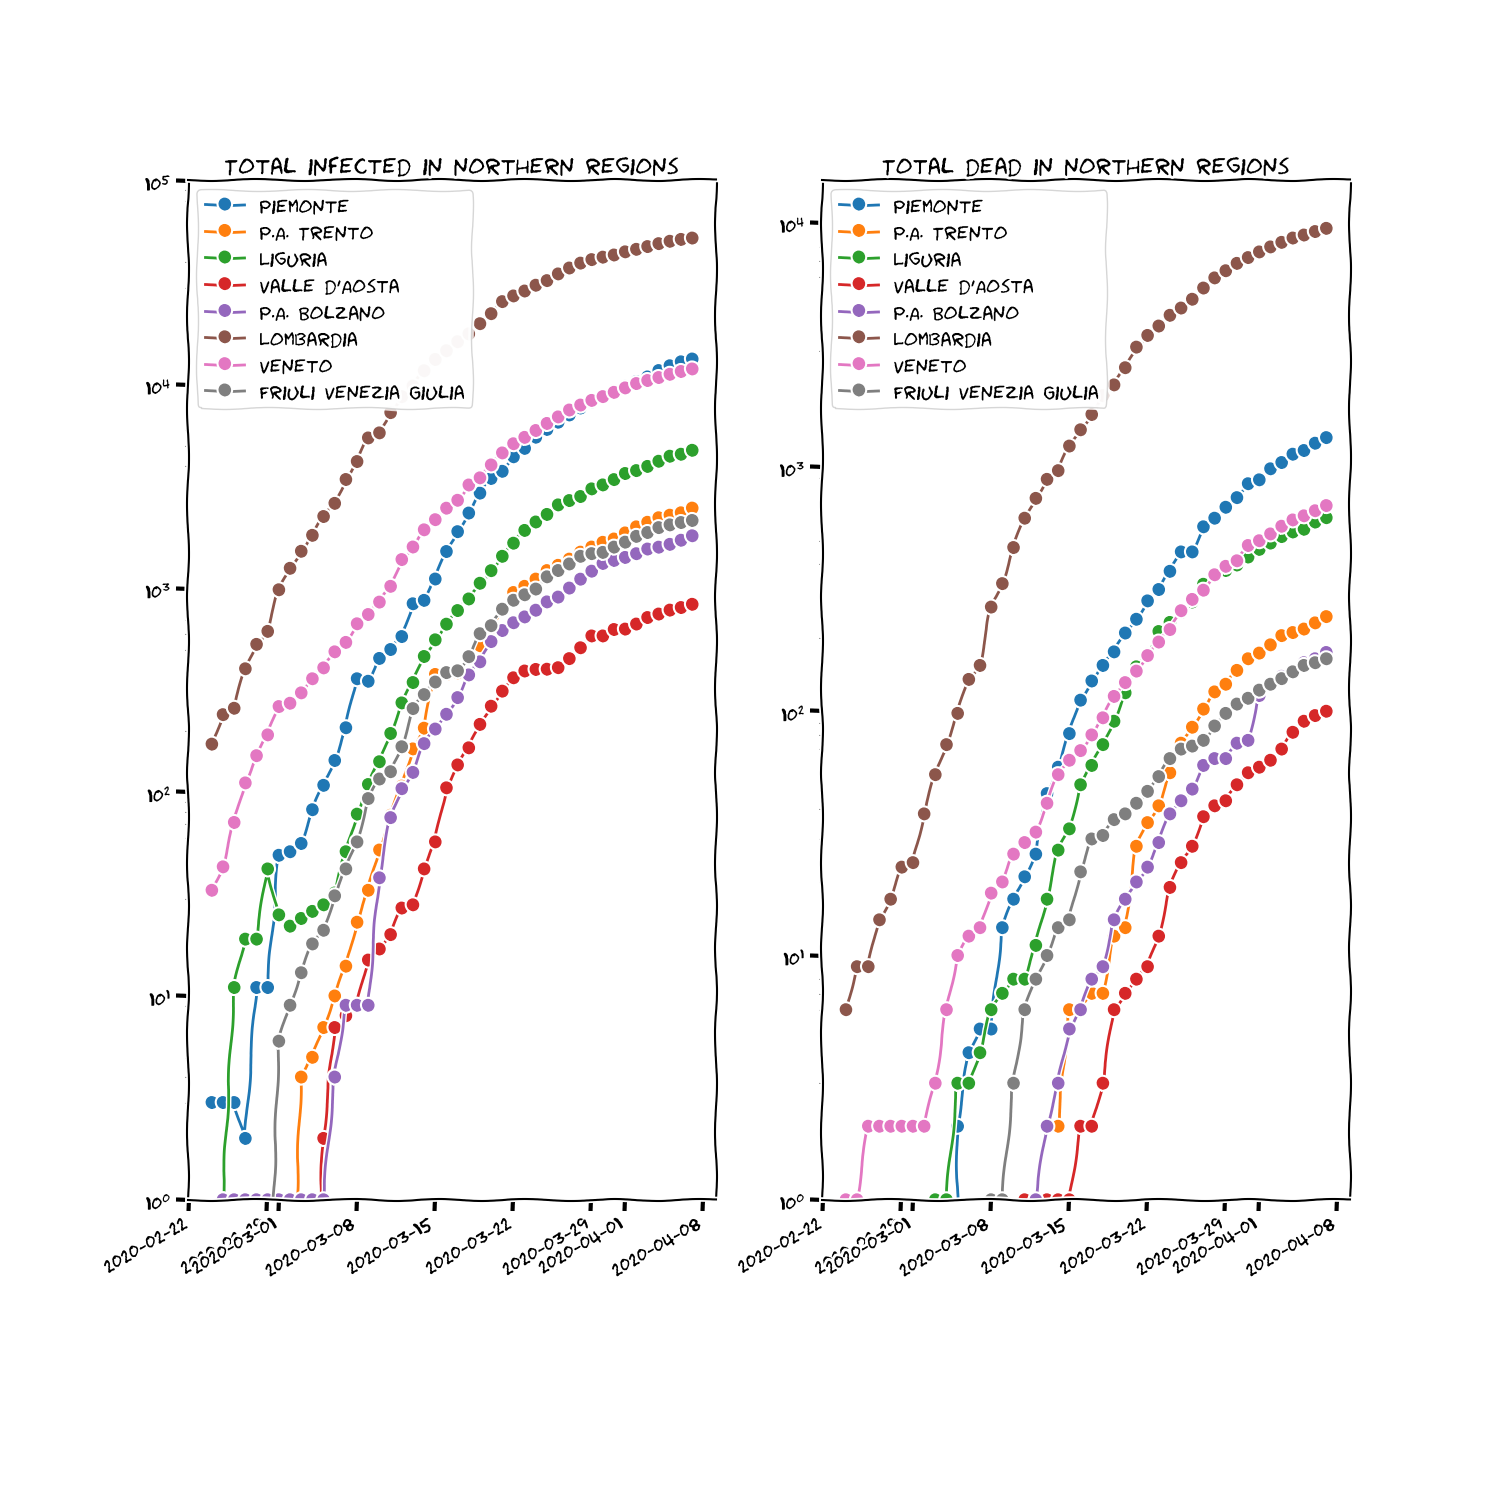 TOTAL INFECTED IN NORTHERN REGIONS
10⁵
10⁴
10³
10²
10¹
10⁰
PIEMONTE
P.A. TRENTO
LIGURIA
VALLE D'AOSTA
P.A. BOLZANO
LOMBARDIA
VENETO
FRIULI VENEZIA GIULIA
2020-02-22
2020-03-01
2020-03-08
2020-03-15
2020-03-22
2020-03-29
2020-04-01
2020-04-08
TOTAL DEAD IN NORTHERN REGIONS
10⁴
10³
10²
10¹
10⁰
PIEMONTE
P.A. TRENTO
LIGURIA
VALLE D'AOSTA
P.A. BOLZANO
LOMBARDIA
VENETO
FRIULI VENEZIA GIULIA
2020-02-22
2020-03-01
2020-03-08
2020-03-15
2020-03-22
2020-03-29
2020-04-01
2020-04-08